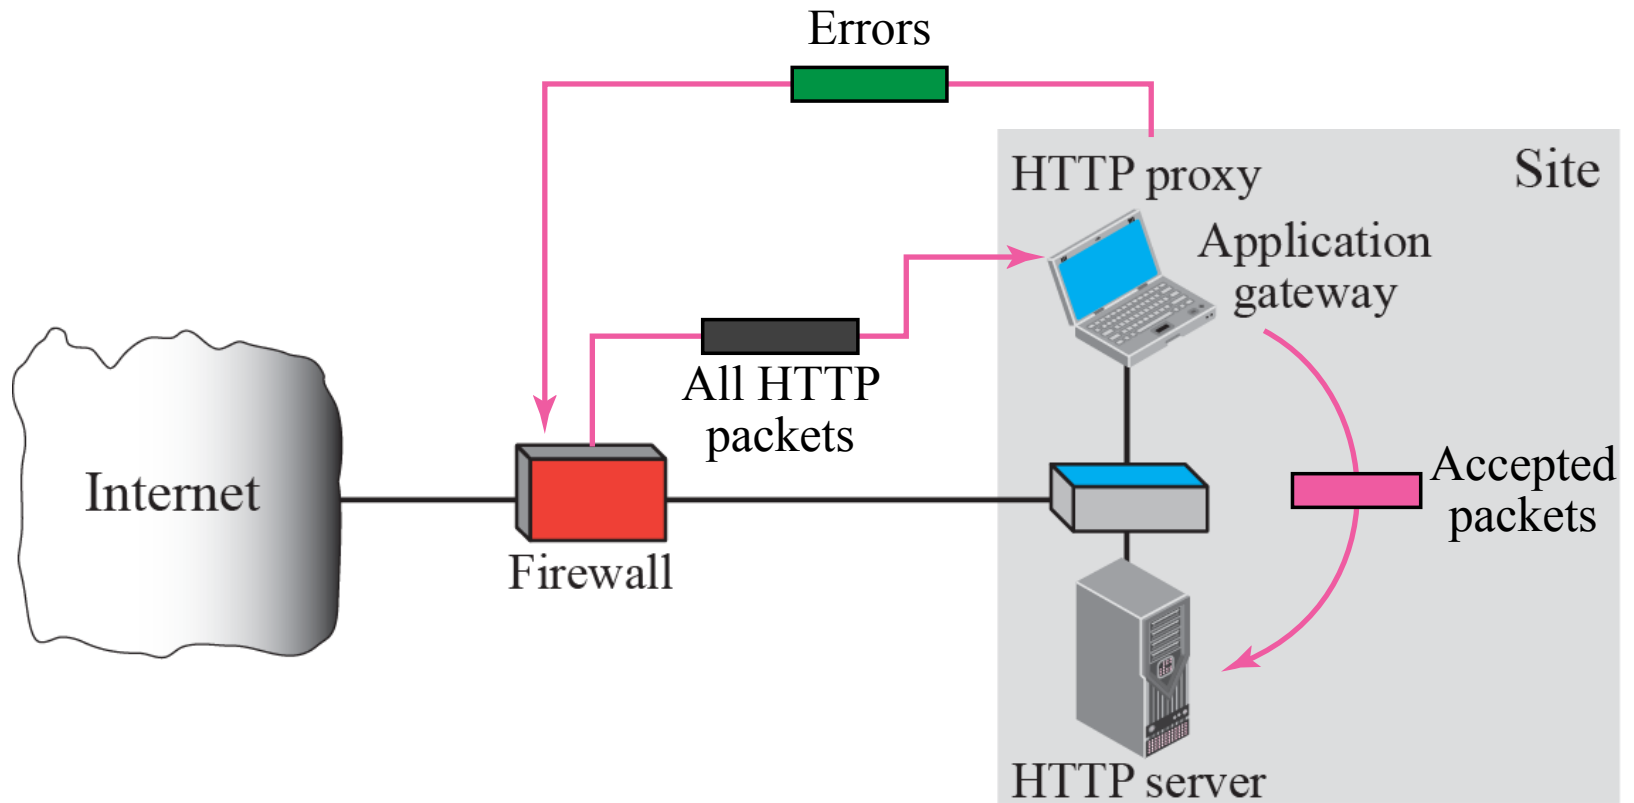 Errors
HTTP proxy
Site
Application
gateway
All HTTP
packets
Internet
Accepted
packets
Firewall
HTTP server